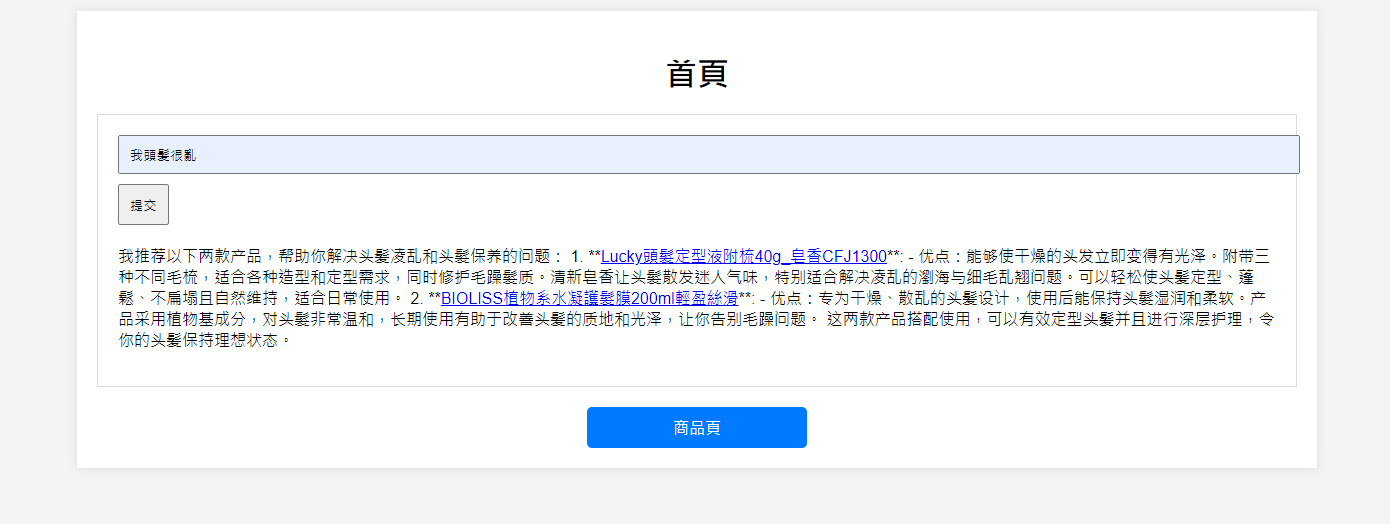 首頁
我頭髮很亂
提交
我推荐以下两款产品，帮助你解决头髮凌乱和头髮保养的问题： 1. **Lucky頭髮定型液附梳40g_皂香CFJ1300**: - 优点：能够使干燥的头发立即变得有光泽。附带三
种不同毛梳，适合各种造型和定型需求，同时修护毛躁髮质。清新皂香让头髮散发迷人气味，特别适合解决凌乱的瀏海与细毛乱翘问题。可以轻松使头髮定型、蓬
鬆、不扁塌且自然维持，适合日常使用。 2. **BIOLISS植物系水凝護髮膜200ml輕盈絲滑**: - 优点：专为干燥、散乱的头髮设计，使用后能保持头髮湿润和柔软。产
品采用植物基成分，对头髮非常温和，长期使用有助于改善头髮的质地和光泽，让你告别毛躁问题。 这两款产品搭配使用，可以有效定型头髮并且进行深层护理，令
你的头髮保持理想状态。
商品頁